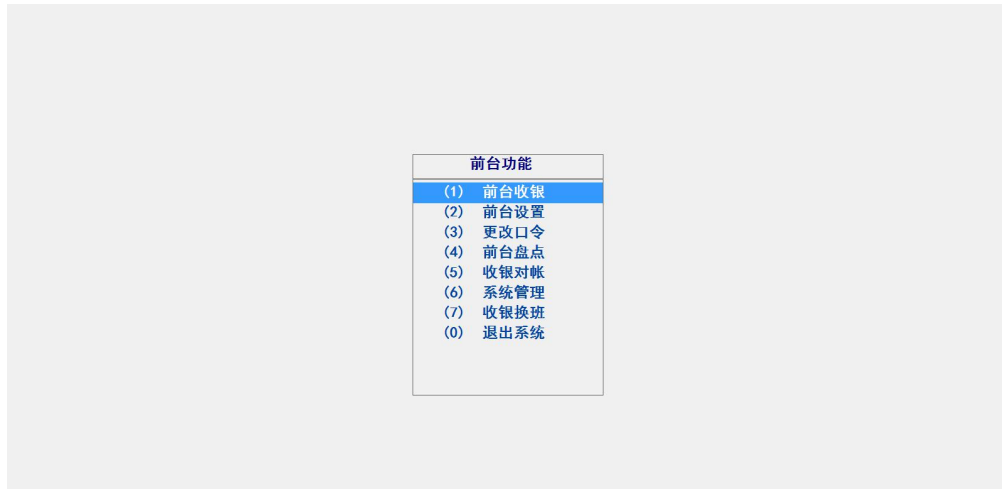 前台功能
(1) 前台收银
(2) 前台设置
(3) 更改口令
(4) 前台盘点
(5) 收银对帐
(6) 系统管理
(7) 收银换班
(0) 退出系统